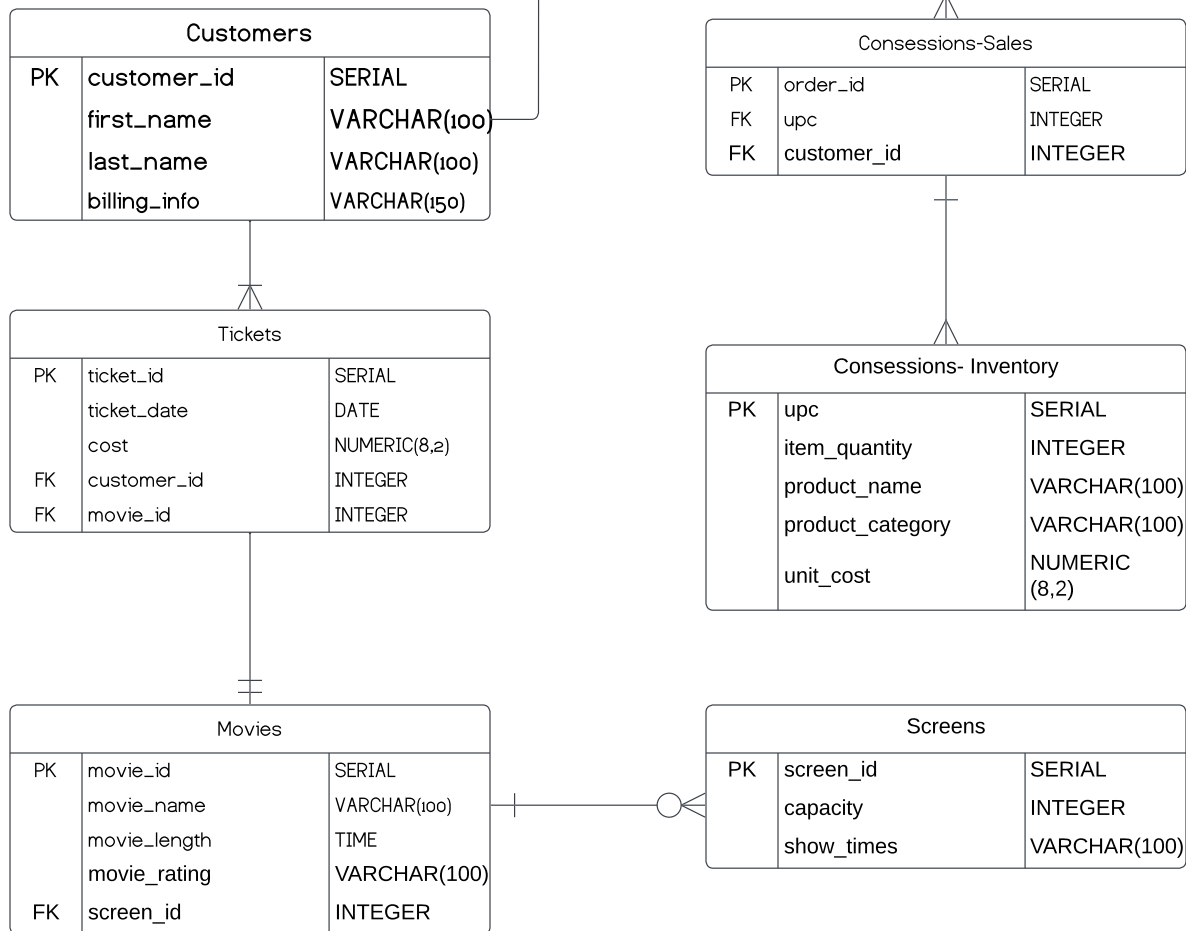 Customers
PK customer_id SERIAL
first_name VARCHAR(100)
last_name VARCHAR(100)
billing_info VARCHAR(150)
Tickets
PK ticket_id SERIAL
ticket_date DATE
cost NUMERIC(8,2)
FK customer_id INTEGER
FK movie_id INTEGER
Movies
PK movie_id SERIAL
movie_name VARCHAR(100)
movie_length TIME
movie_rating VARCHAR(100)
FK screen_id INTEGER
Consessions-Sales
PK order_id SERIAL
FK upc INTEGER
FK customer_id INTEGER
Consessions- Inventory
PK upc SERIAL
item_quantity INTEGER
product_name VARCHAR(100)
product_category VARCHAR(100)
unit_cost NUMERIC
(8,2)
Screens
PK screen_id SERIAL
capacity INTEGER
show_times VARCHAR(100)